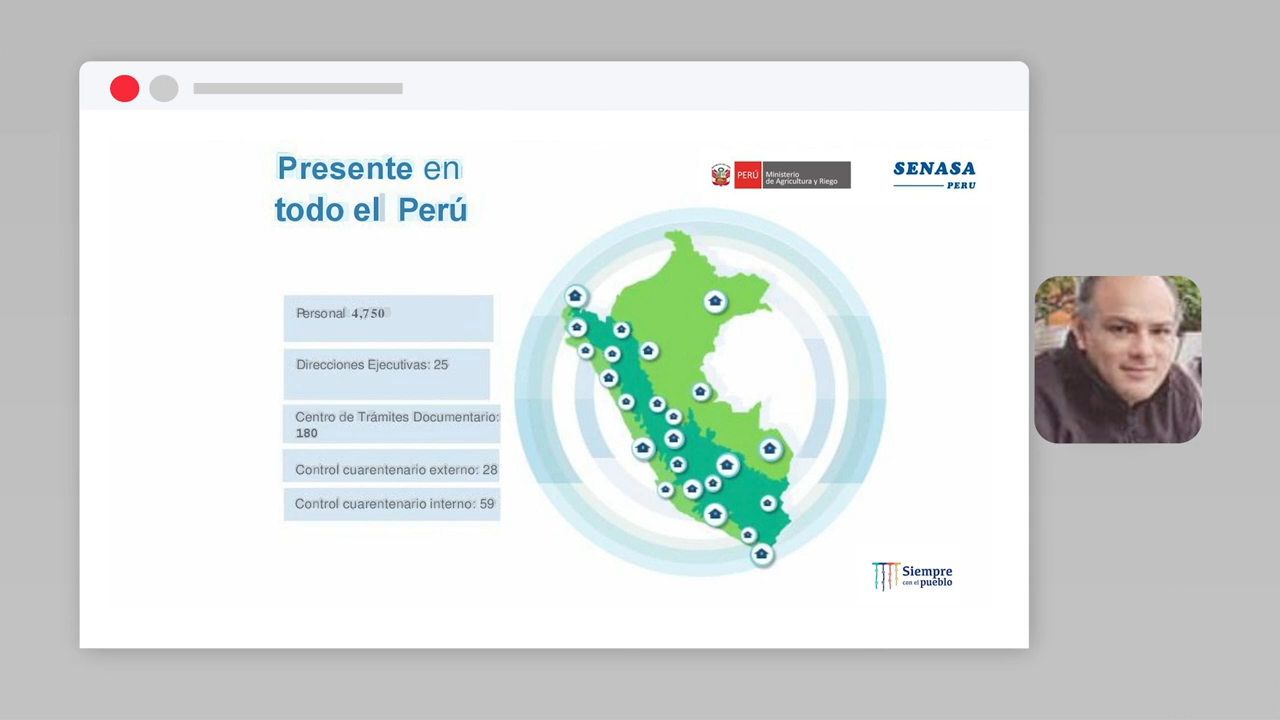 Presente en
todo el Perú
PERÚ
Ministerio
de Agricultura y Riego
SENASA
PERU
Personal 4,750
Direcciones Ejecutivas: 25
Centro de Trámites Documentario:
180
Control cuarentenario externo: 28
Control cuarentenario interno: 59
Siempre
con el pueblo